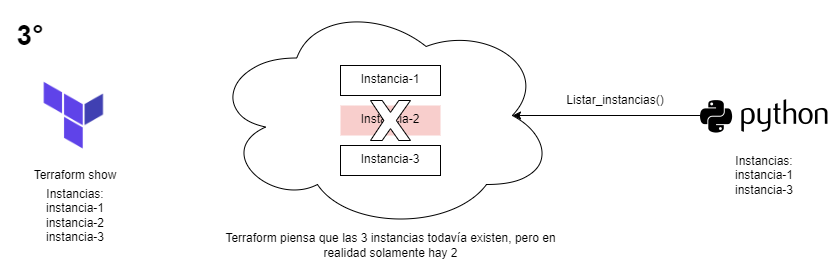 3°
Instancia-1
Listar_instancias()
Instancia-2
python
Instancia-3
Terraform show
Instancias:
instancia-1
instancia-2
instancia-3
Instancias:
instancia-1
instancia-3
Terraform piensa que las 3 instancias todavía existen, pero en
realidad solamente hay 2